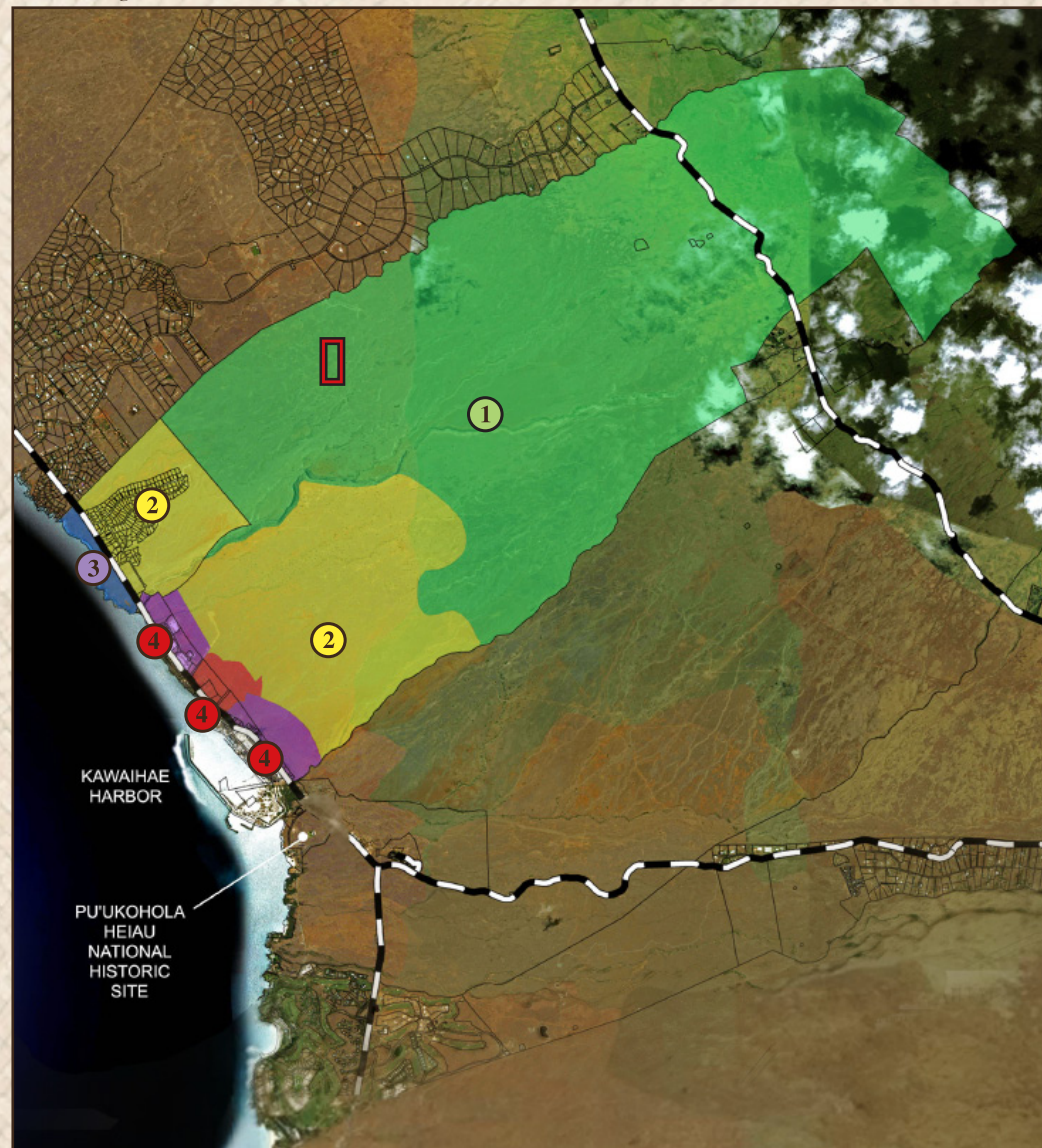 1
2
3
2
4
4
4
KAWAIHAE
HARBOR
PU'UKOHOLA
HEIAU
NATIONAL
HISTORIC
SITE